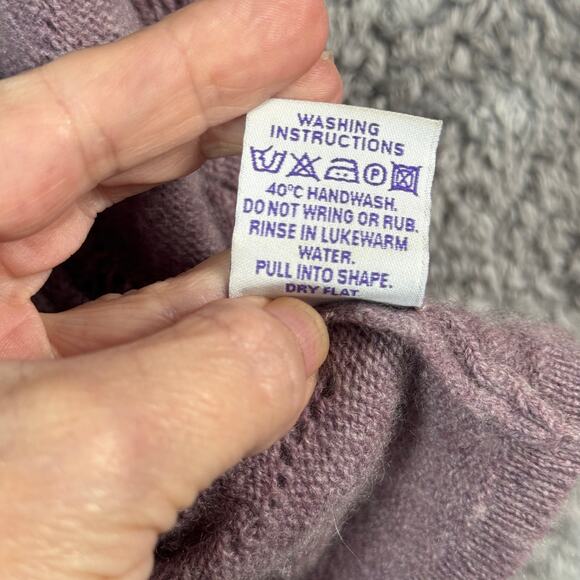 WASHING
INSTRUCTIONS
P
40°C HANDWASH.
DO NOT WRING OR RUB.
RINSE IN LUKEWARM
WATER.
PULL INTO SHAPE.
DRY FLAT